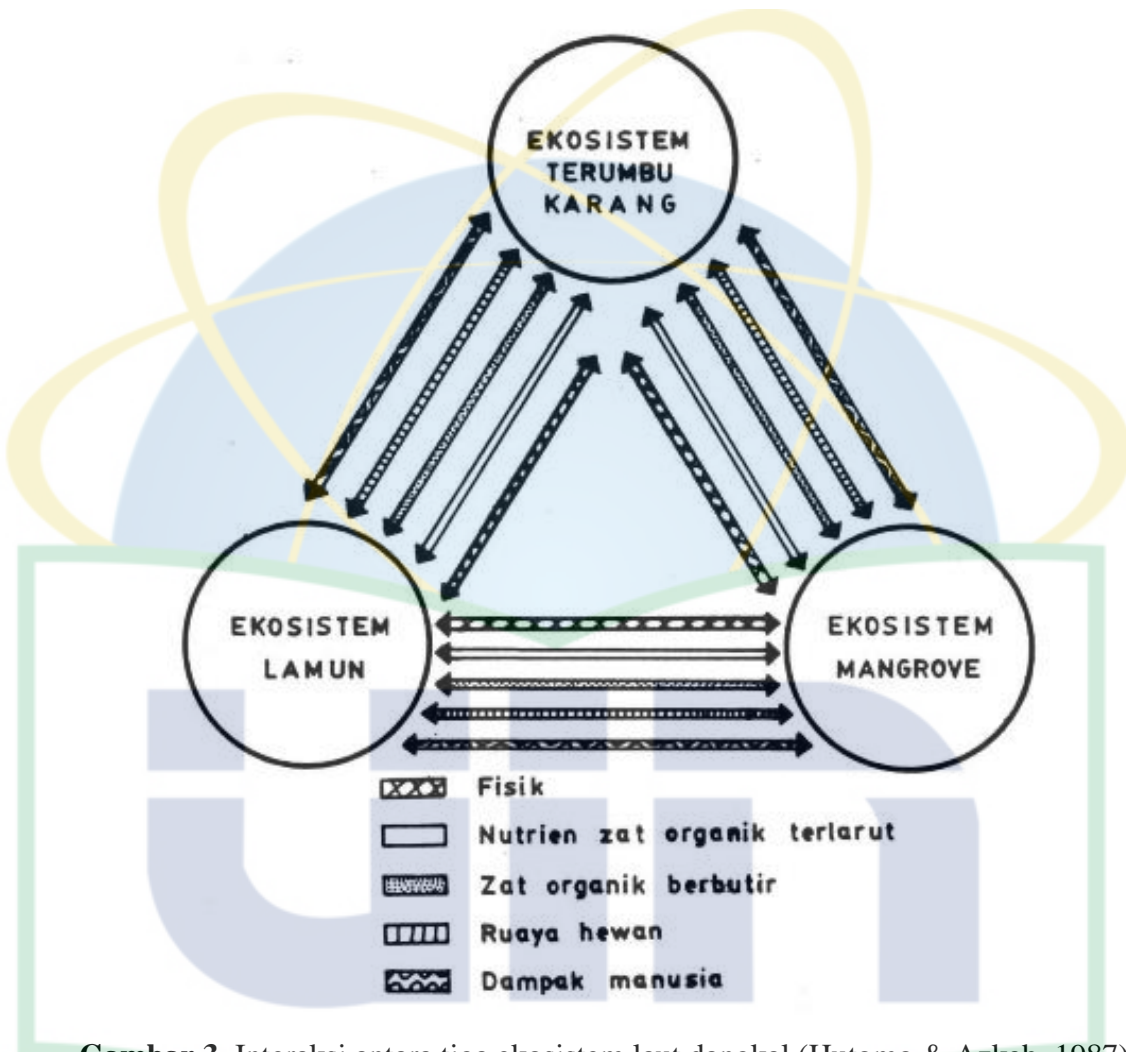 EKOSISTEM
TERUMBU
KARANG
EKOSISTEM
LAMUN
EKOSISTEM
MANGROVE
Fisik
Nutrien zat organik terlarut
Zat organik berbutir
Ruaya hewan
Dampak manusia
Gambar 3. Interaksi antara tiga ekosistem laut dangkal (Hutomo & Azkab, 1987)